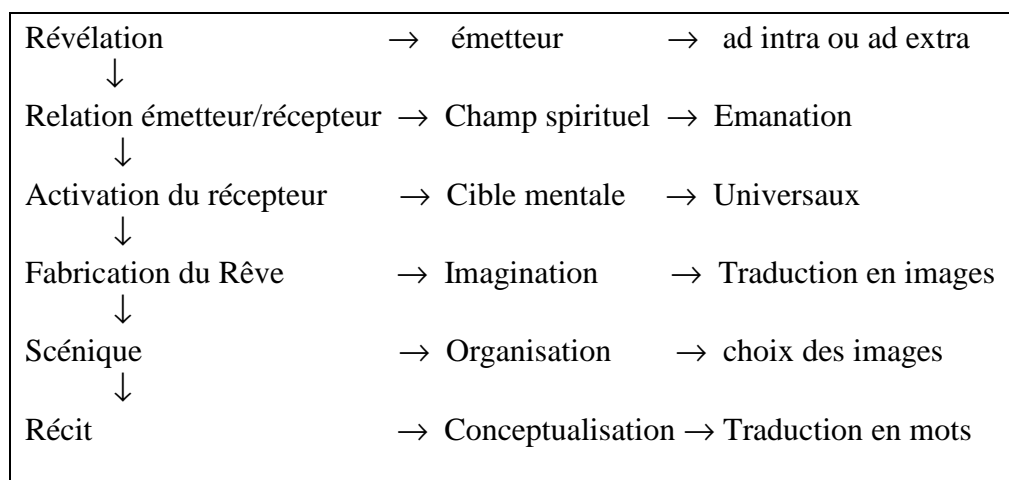 Révélation → émetteur → ad intra ou ad extra
↓
Relation émetteur/récepteur → Champ spirituel → Emanation
↓
Activation du récepteur → Cible mentale → Universaux
↓
Fabrication du Rêve → Imagination → Traduction en images
↓
Scénique → Organisation → choix des images
↓
Récit → Conceptualisation → Traduction en mots